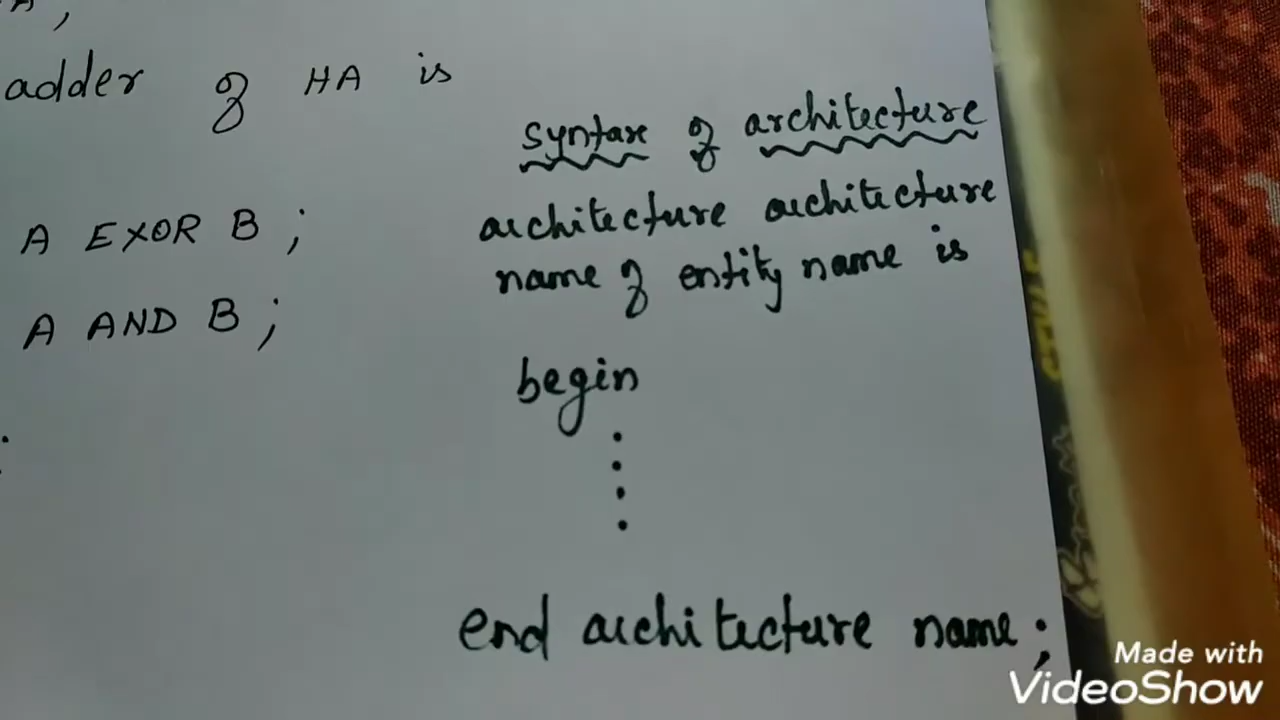 adder of HA is
A EXOR B ;
A AND B ;
syntax of architecture
architecture architecture
name of entity name is
begin
end architecture name ;
Made with
VideoShow